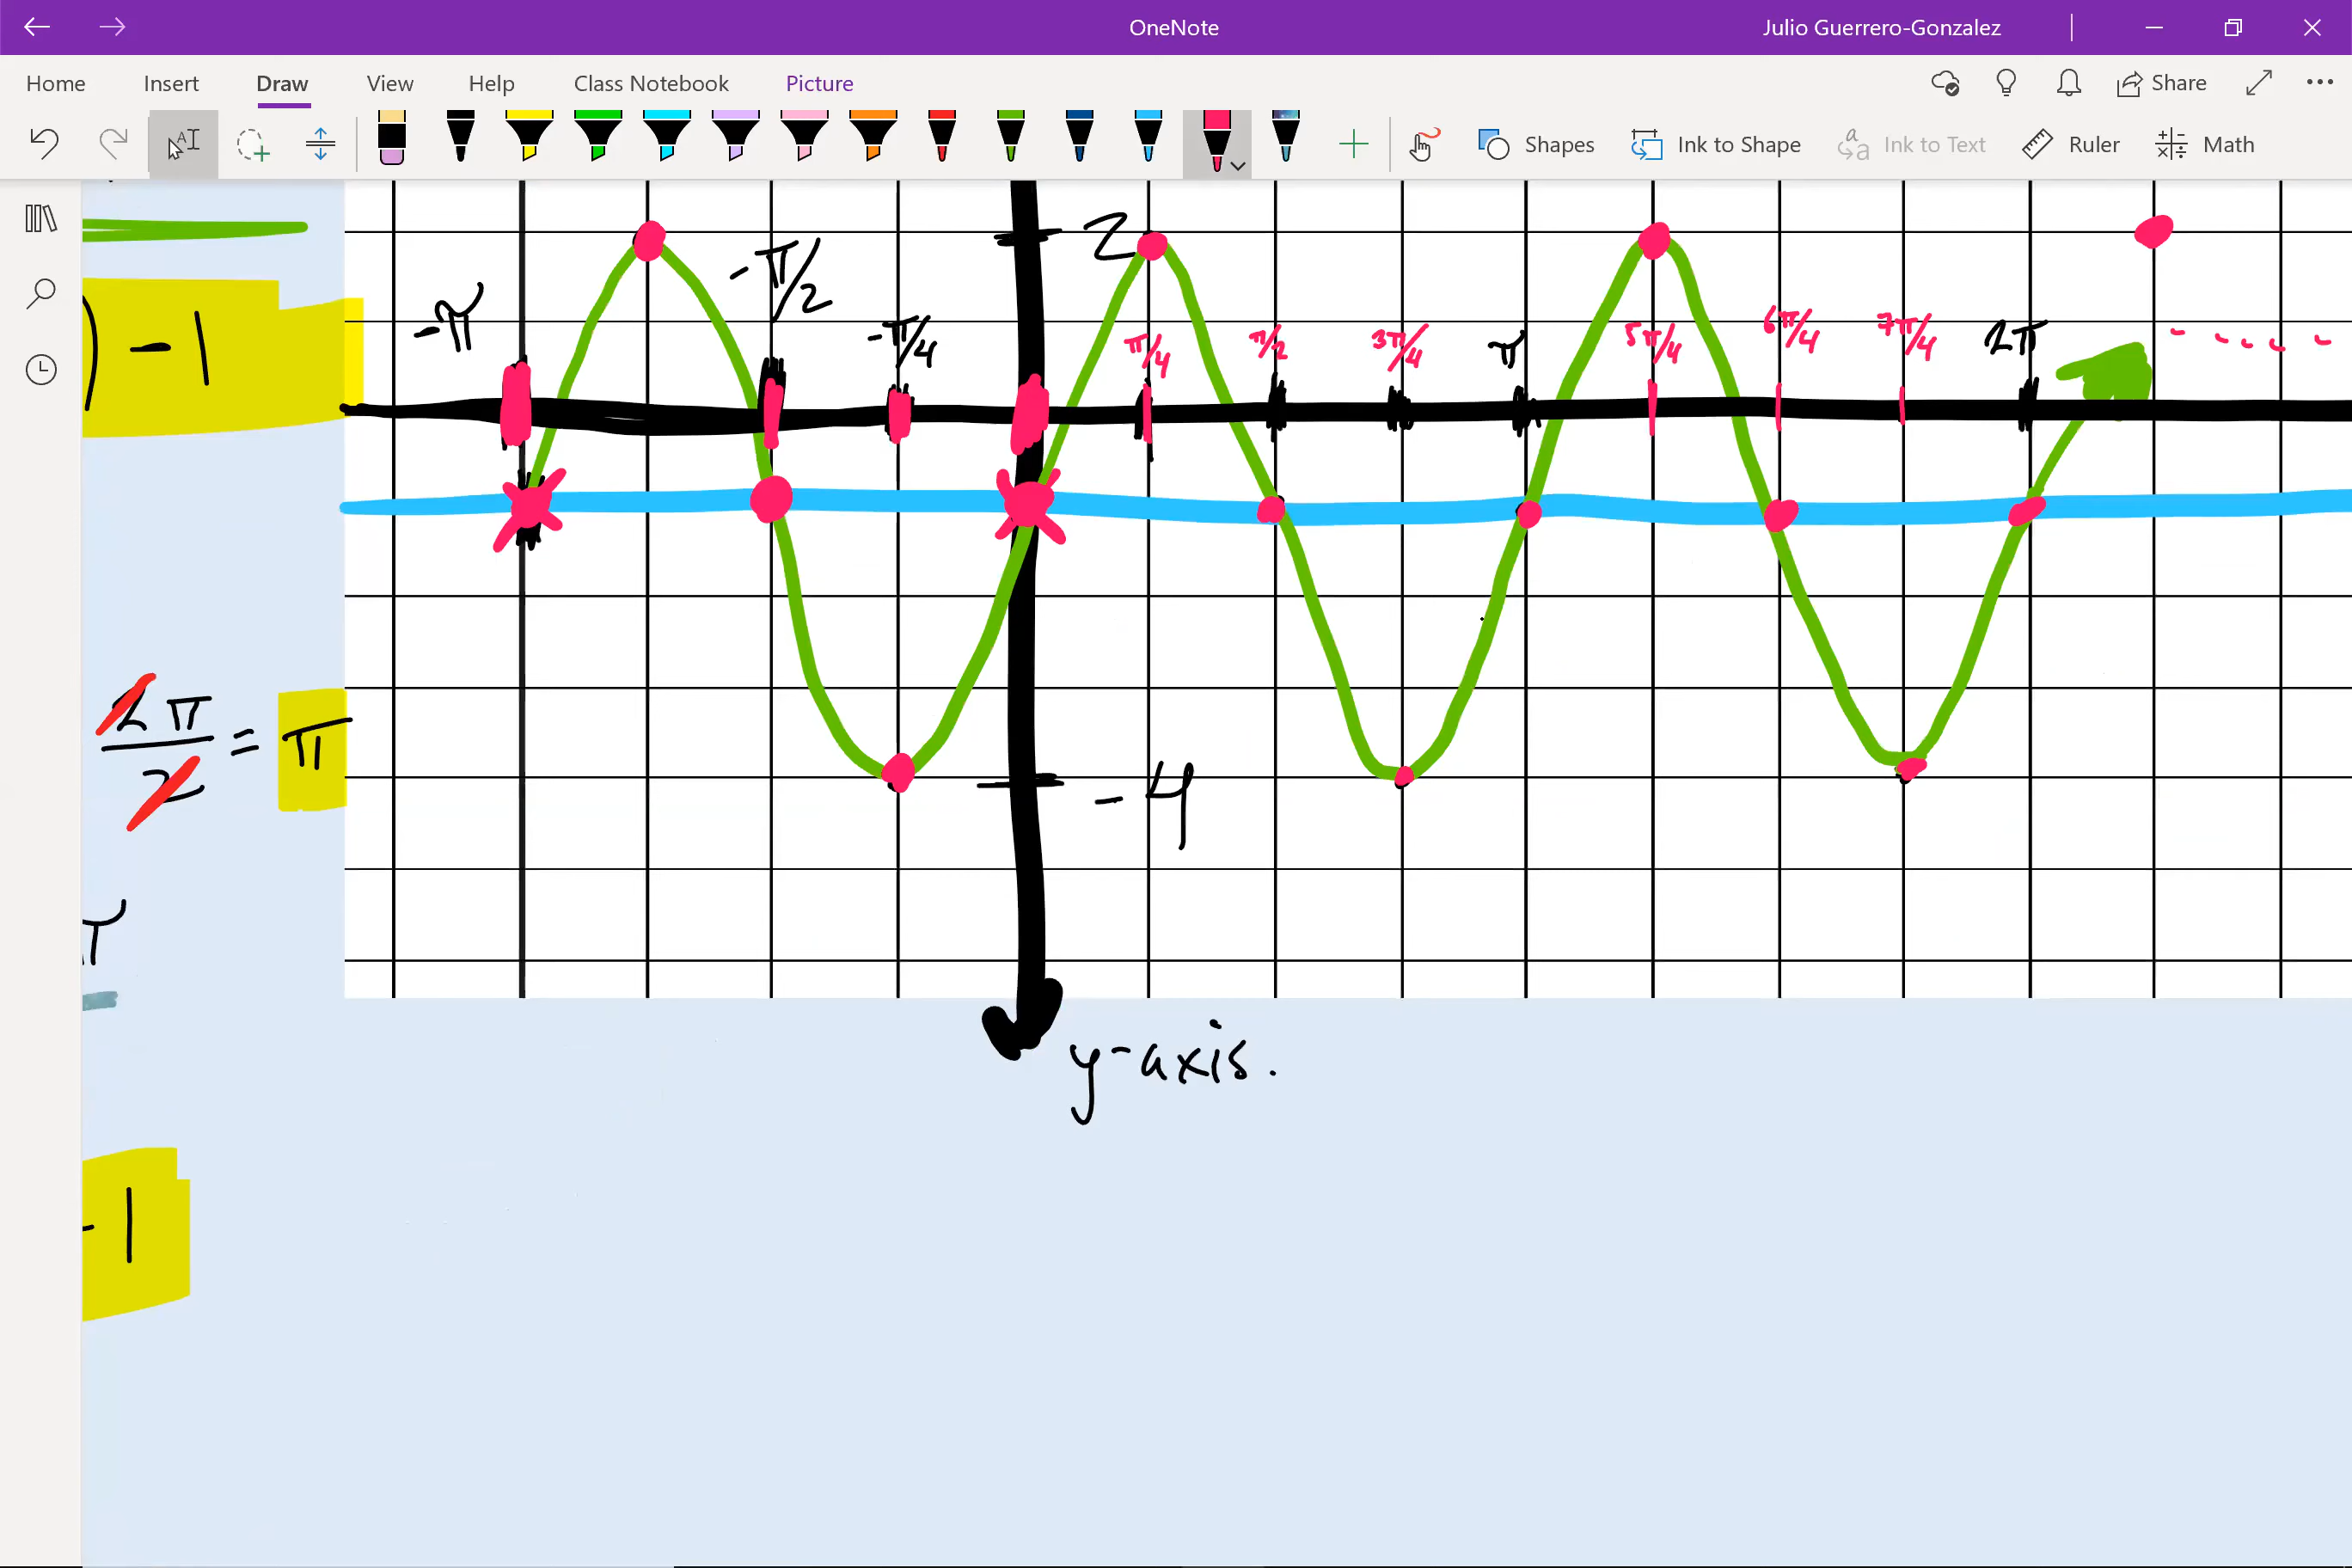 OneNote
Julio Guerrero-Gonzalez
Home Insert Draw View Help Class Notebook Picture
Share
AI
Shapes Ink to Shape Ink to Text Ruler Math
2
-π/2
-π
-π/4
π/4 π/2 3π/4 π 5π/4 6π/4 7π/4 2π
) -1
2π/2 = π
-4
y-axis.
-1